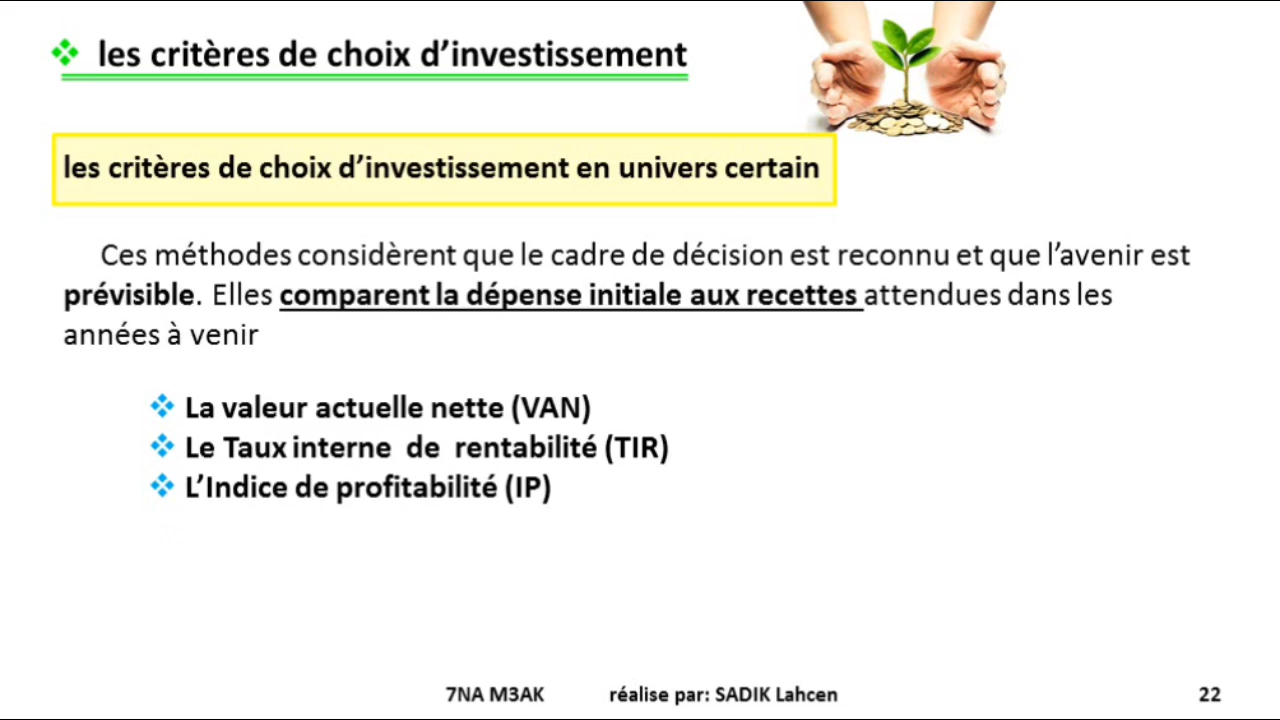 les critères de choix d’investissement
les critères de choix d’investissement en univers certain
Ces méthodes considèrent que le cadre de décision est reconnu et que l’avenir est
prévisible. Elles comparent la dépense initiale aux recettes attendues dans les
années à venir
La valeur actuelle nette (VAN)
Le Taux interne de rentabilité (TIR)
L’Indice de profitabilité (IP)
7NA M3AK réalise par: SADIK Lahcen 22